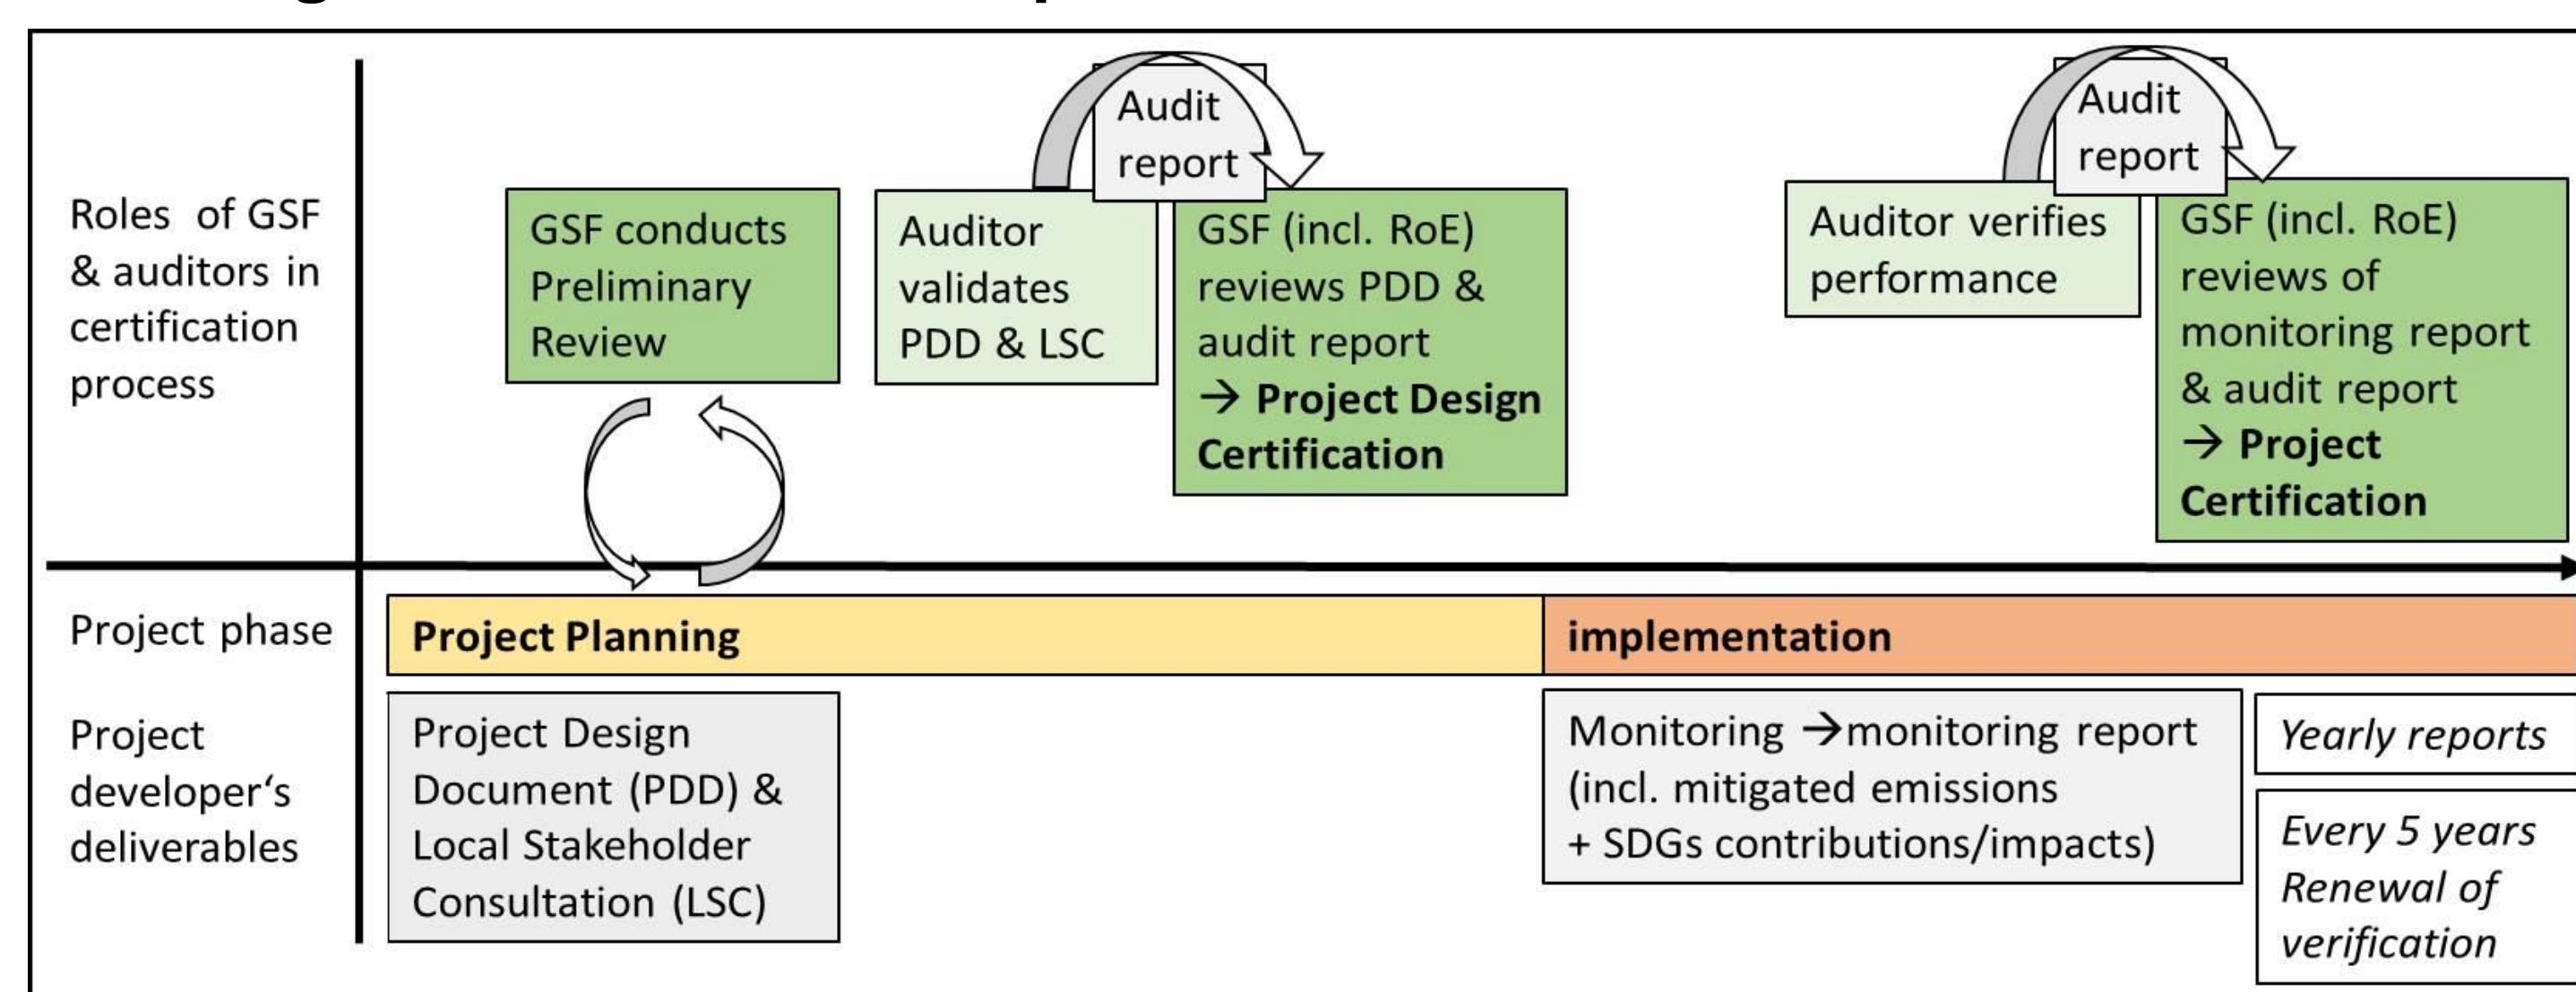 Roles of GSF
& auditors in
certification
process
GSF conducts
Preliminary
Review
Auditor
validates
PDD & LSC
Audit
report
GSF (incl. RoE)
reviews PDD &
audit report
→ Project Design
Certification
Auditor verifies
performance
Audit
report
GSF (incl. RoE)
reviews of
monitoring report
& audit report
→ Project
Certification
Project phase
Project Planning
implementation
Project
developer‘s
deliverables
Project Design
Document (PDD) &
Local Stakeholder
Consultation (LSC)
Monitoring →monitoring report
(incl. mitigated emissions
+ SDGs contributions/impacts)
Yearly reports
Every 5 years
Renewal of
verification